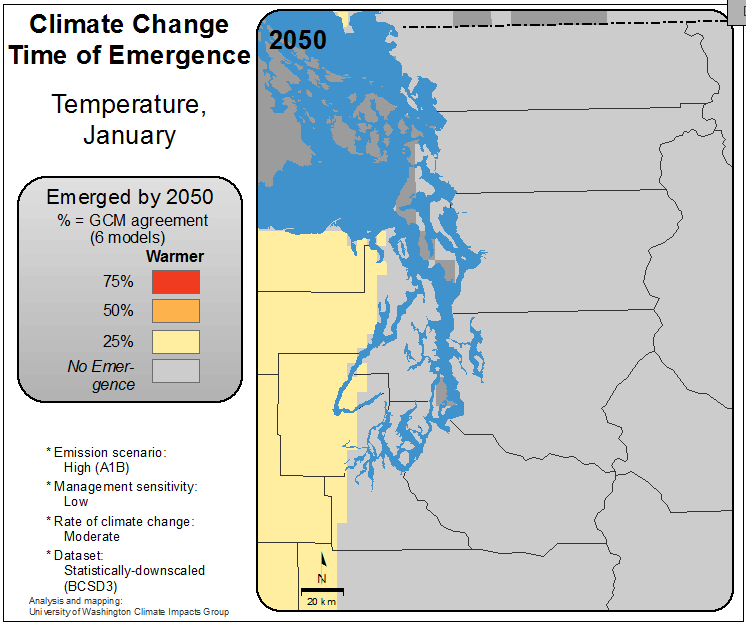 Climate Change
Time of Emergence
Temperature,
January
Emerged by 2050
% = GCM agreement
(6 models)
Warmer
75%
50%
25%
No Emer-
gence
* Emission scenario:
High (A1B)
* Management sensitivity:
Low
* Rate of climate change:
Moderate
* Dataset:
Statistically-downscaled
(BCSD3)
Analysis and mapping:
University of Washington Climate Impacts Group
2050
N
20 km